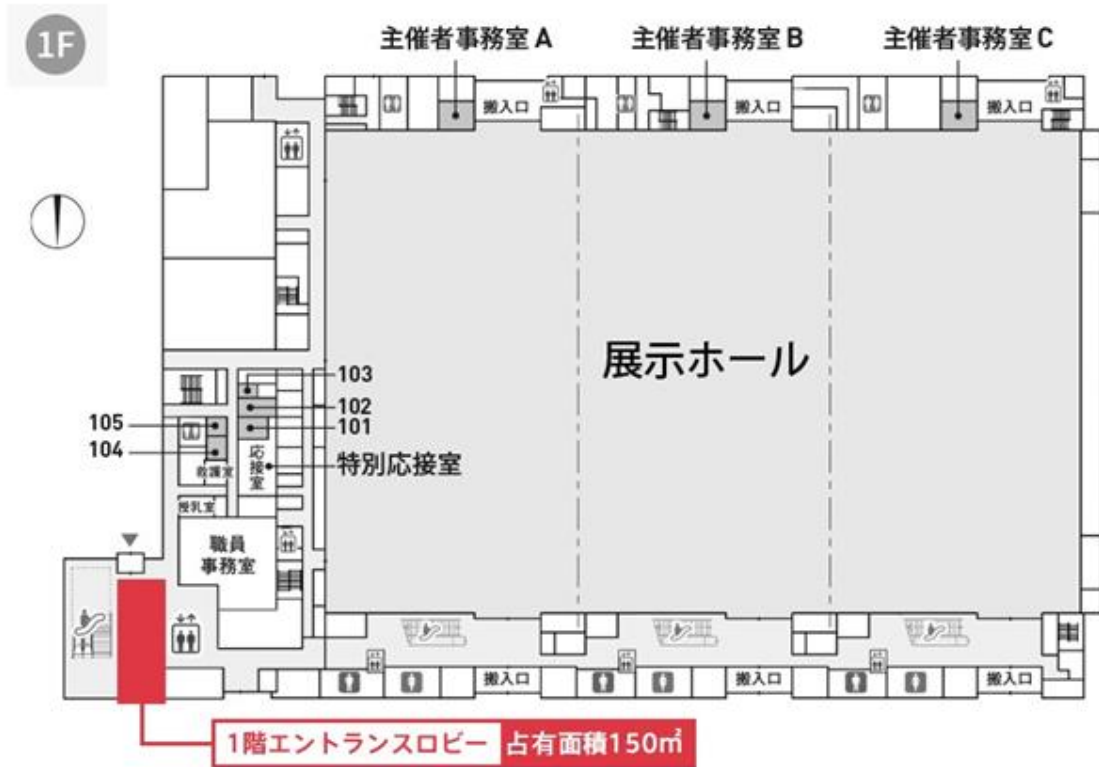 1F
主催者事務室 A
主催者事務室 B
主催者事務室 C
搬入口
搬入口
搬入口
展示ホール
103
102
101
105
104
応接室
特別応接室
救護室
授乳室
職員
事務室
搬入口
搬入口
搬入口
1階エントランスロビー 占有面積150㎡